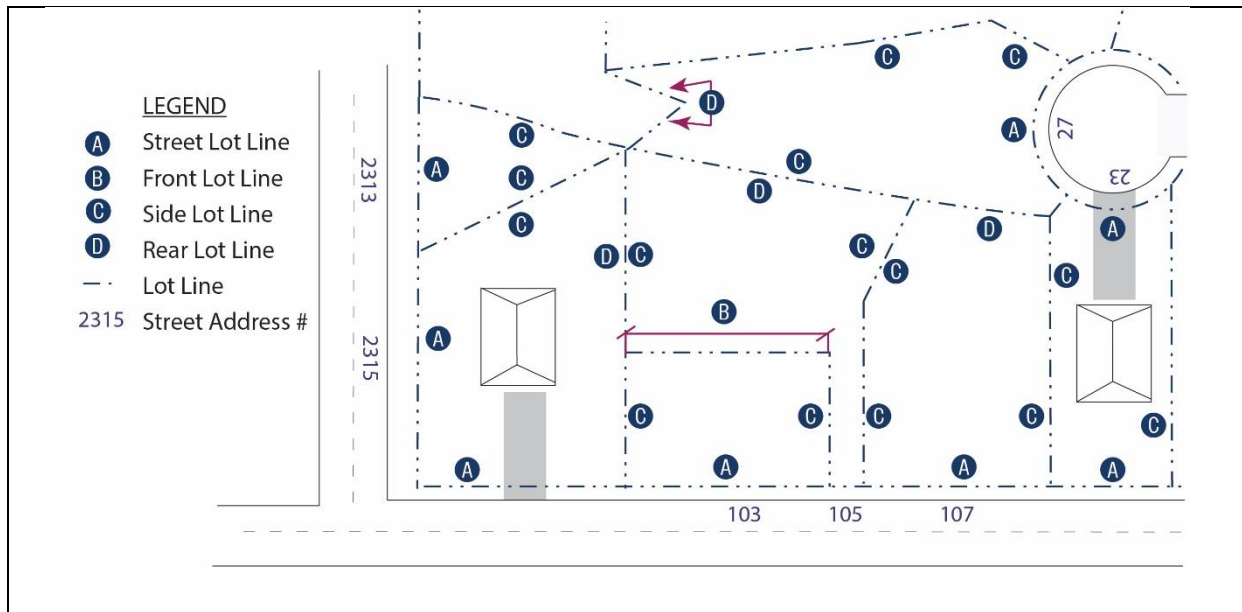 LEGEND
A Street Lot Line
B Front Lot Line
C Side Lot Line
D Rear Lot Line
Lot Line
2315 Street Address #
C C
D
C A 27
2313 A C C
D 23
C D A
D C C
C C
B
2315 A
C C C C C
A A A A
103 105 107